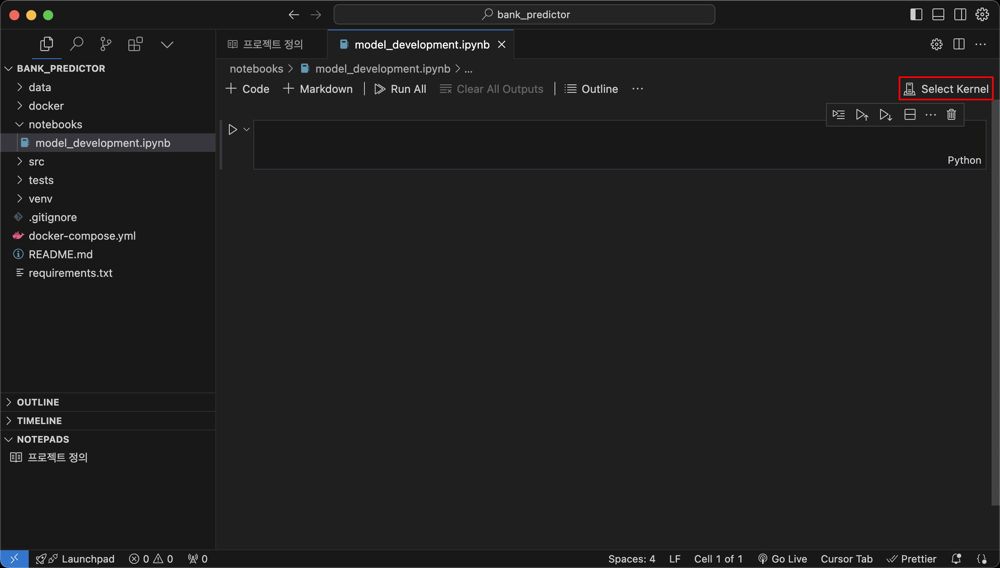 bank_predictor
프로젝트 정의
model_development.ipynb
BANK_PREDICTOR
data
docker
notebooks
model_development.ipynb
src
tests
venv
.gitignore
docker-compose.yml
README.md
requirements.txt
OUTLINE
TIMELINE
NOTEPADS
프로젝트 정의
notebooks > model_development.ipynb > ...
Code Markdown Run All Clear All Outputs Outline ... Select Kernel
Python
Launchpad 0 0 0 Spaces: 4 LF Cell 1 of 1 Go Live Cursor Tab Prettier